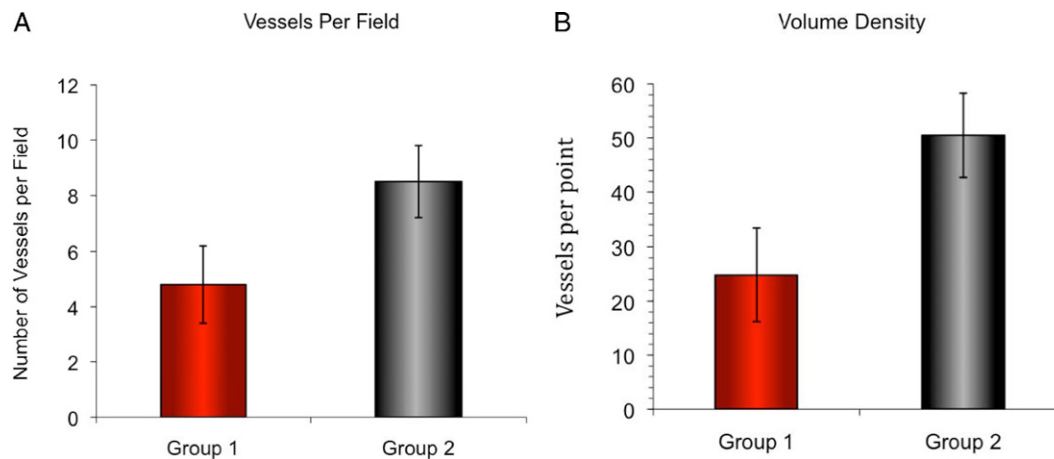 A
Vessels Per Field
Number of Vessels per Field
12
10
8
6
4
2
0
Group 1
Group 2
B
Volume Density
Vessels per point
60
50
40
30
20
10
0
Group 1
Group 2